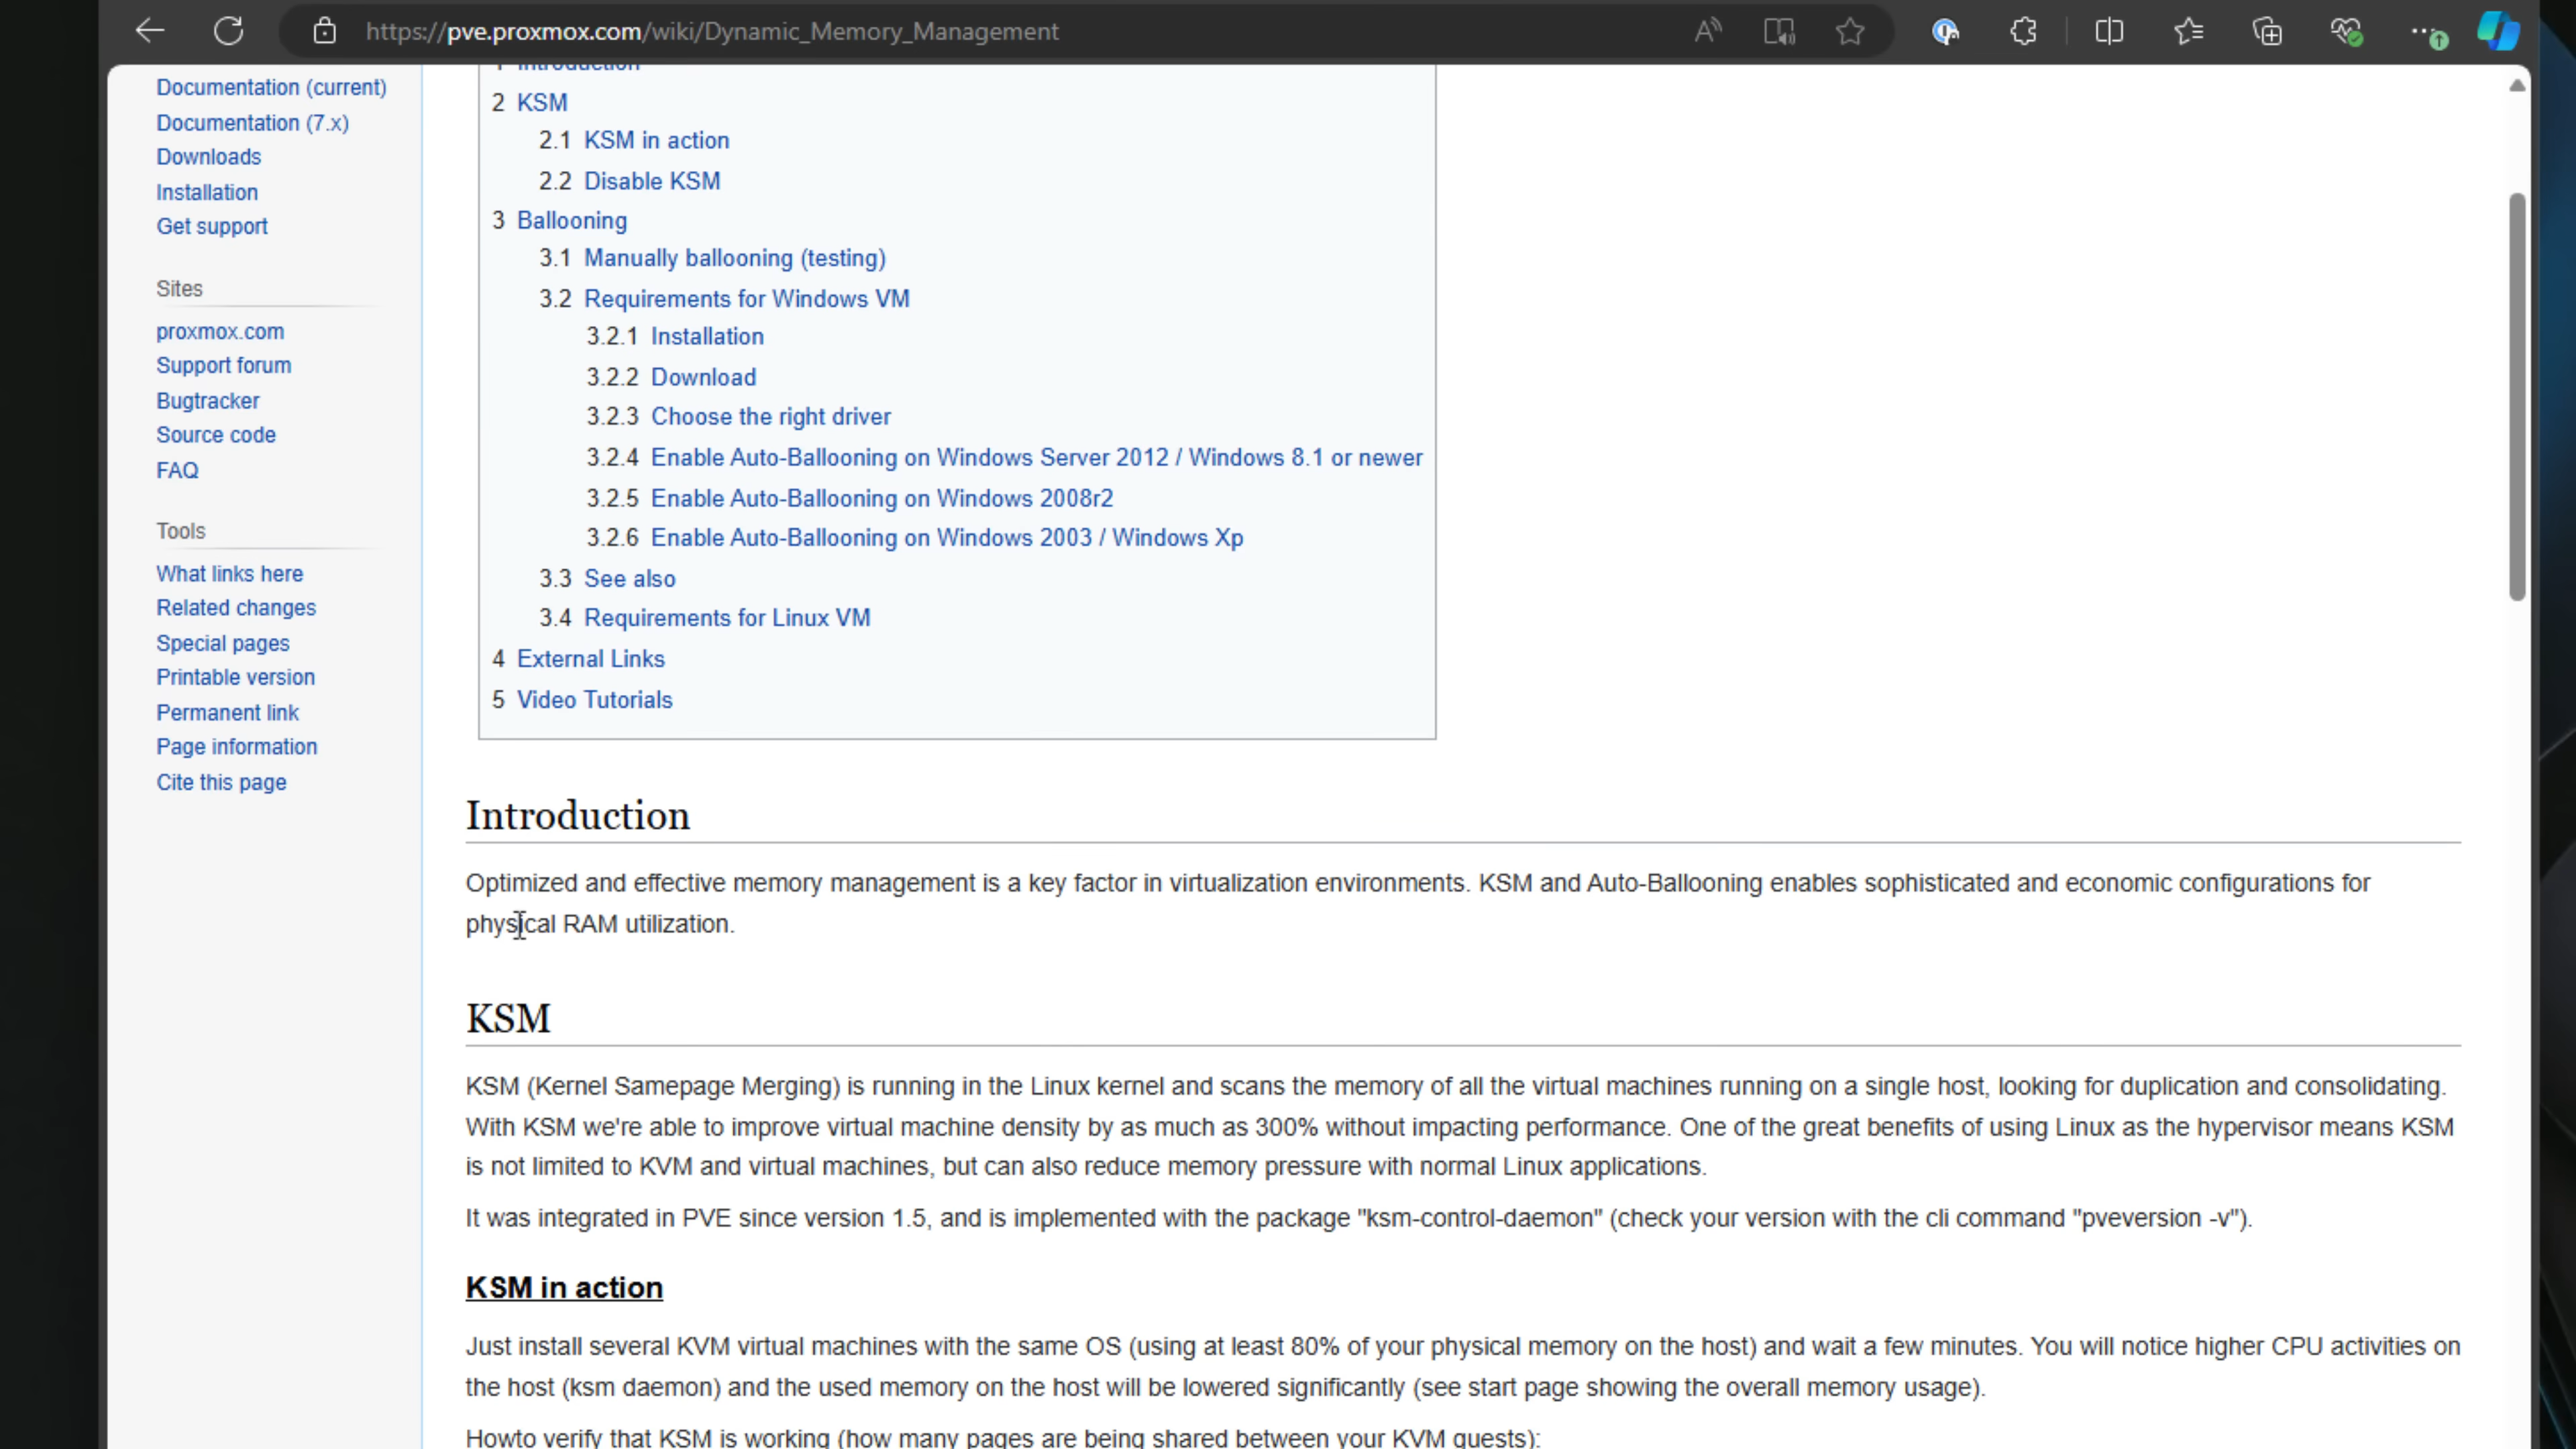 https://pve.proxmox.com/wiki/Dynamic_Memory_Management
Documentation (current)
Documentation (7.x)
Downloads
Installation
Get support
Sites
proxmox.com
Support forum
Bugtracker
Source code
FAQ
Tools
What links here
Related changes
Special pages
Printable version
Permanent link
Page information
Cite this page
1 Introduction
2 KSM
2.1 KSM in action
2.2 Disable KSM
3 Ballooning
3.1 Manually ballooning (testing)
3.2 Requirements for Windows VM
3.2.1 Installation
3.2.2 Download
3.2.3 Choose the right driver
3.2.4 Enable Auto-Ballooning on Windows Server 2012 / Windows 8.1 or newer
3.2.5 Enable Auto-Ballooning on Windows 2008r2
3.2.6 Enable Auto-Ballooning on Windows 2003 / Windows Xp
3.3 See also
3.4 Requirements for Linux VM
4 External Links
5 Video Tutorials
Introduction
Optimized and effective memory management is a key factor in virtualization environments. KSM and Auto-Ballooning enables sophisticated and economic configurations for
physical RAM utilization.
KSM
KSM (Kernel Samepage Merging) is running in the Linux kernel and scans the memory of all the virtual machines running on a single host, looking for duplication and consolidating.
With KSM we're able to improve virtual machine density by as much as 300% without impacting performance. One of the great benefits of using Linux as the hypervisor means KSM
is not limited to KVM and virtual machines, but can also reduce memory pressure with normal Linux applications.
It was integrated in PVE since version 1.5, and is implemented with the package "ksm-control-daemon" (check your version with the cli command "pveversion -v").
KSM in action
Just install several KVM virtual machines with the same OS (using at least 80% of your physical memory on the host) and wait a few minutes. You will notice higher CPU activities on
the host (ksm daemon) and the used memory on the host will be lowered significantly (see start page showing the overall memory usage).
Howto verify that KSM is working (how many pages are being shared between your KVM guests):